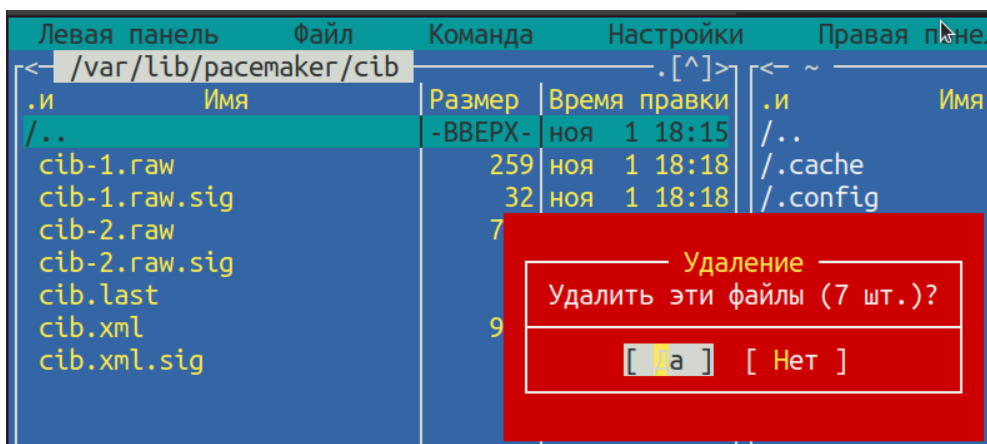 Левая панель Файл Команда Настройки Правая пане
<— /var/lib/pacemaker/cib .[^]> <— ~
.и Имя Размер Время правки .и Имя
/.. -ВВЕРХ- ноя 1 18:15 /..
cib-1.raw 259 ноя 1 18:18 /.cache
cib-1.raw.sig 32 ноя 1 18:18 /.config
cib-2.raw 7
cib-2.raw.sig Удаление
cib.last Удалить эти файлы (7 шт.)?
cib.xml 9
cib.xml.sig [ Да ] [ Нет ]